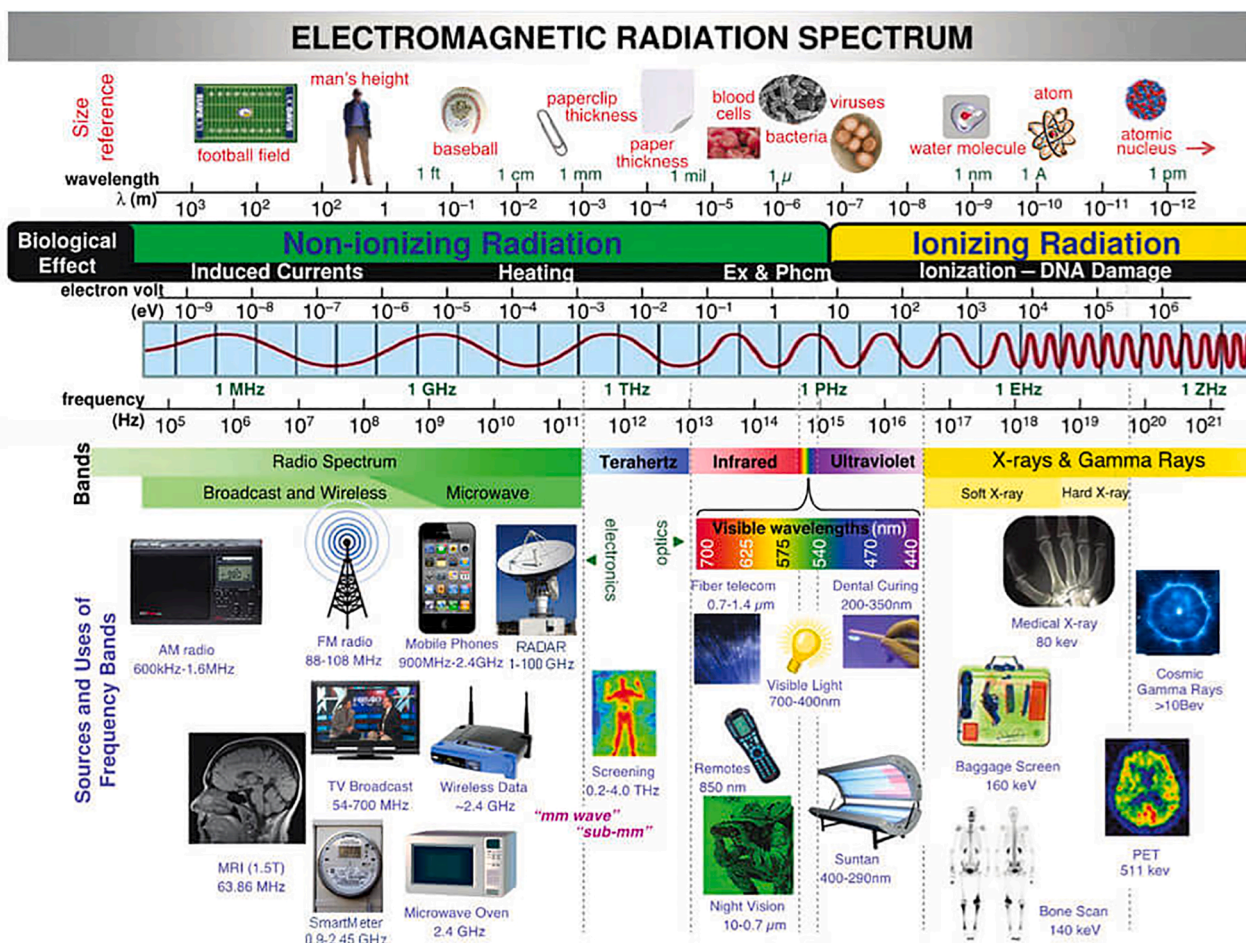 ELECTROMAGNETIC RADIATION SPECTRUM
Size
reference
football field
man's height
baseball
paperclip
thickness
paper
thickness
blood
cells
bacteria
viruses
water molecule
atom
atomic
nucleus
wavelength
λ (m)
1 ft 1 cm 1 mm 1 mil 1 µ 1 nm 1 A 1 pm
10³ 10² 10² 1 10⁻¹ 10⁻² 10⁻³ 10⁻⁴ 10⁻⁵ 10⁻⁶ 10⁻⁷ 10⁻⁸ 10⁻⁹ 10⁻¹⁰ 10⁻¹¹ 10⁻¹²
Biological
Effect
Non-ionizing Radiation Ionizing Radiation
Induced Currents Heating Ex & Phcm Ionization – DNA Damage
electron volt
(eV)
10⁻⁹ 10⁻⁸ 10⁻⁷ 10⁻⁶ 10⁻⁵ 10⁻⁴ 10⁻³ 10⁻² 10⁻¹ 1 10 10² 10³ 10⁴ 10⁵ 10⁶
1 MHz 1 GHz 1 THz 1 PHz 1 EHz 1 ZHz
frequency
(Hz)
10⁵ 10⁶ 10⁷ 10⁸ 10⁹ 10¹⁰ 10¹¹ 10¹² 10¹³ 10¹⁴ 10¹⁵ 10¹⁶ 10¹⁷ 10¹⁸ 10¹⁹ 10²⁰ 10²¹
Bands
Radio Spectrum Terahertz Infrared Ultraviolet X-rays & Gamma Rays
Broadcast and Wireless Microwave Soft X-ray Hard X-ray
electronics
optics
Visible wavelengths (nm)
700 625 575 540 470 440
Sources and Uses of
Frequency Bands
AM radio
600kHz-1.6MHz
FM radio
88-108 MHz
Mobile Phones
900MHz-2.4GHz
RADAR
1-100 GHz
Fiber telecom
0.7-1.4 µm
Dental Curing
200-350nm
Visible Light
700-400nm
Medical X-ray
80 kev
Cosmic
Gamma Rays
>10Bev
TV Broadcast
54-700 MHz
Wireless Data
~2.4 GHz
Screening
0.2-4.0 THz
"mm wave"
"sub-mm"
Remotes
850 nm
Baggage Screen
160 keV
MRI (1.5T)
63.86 MHz
SmartMeter
0.9-2.45 GHz
Microwave Oven
2.4 GHz
Night Vision
10-0.7 µm
Suntan
400-290nm
PET
511 kev
Bone Scan
140 keV